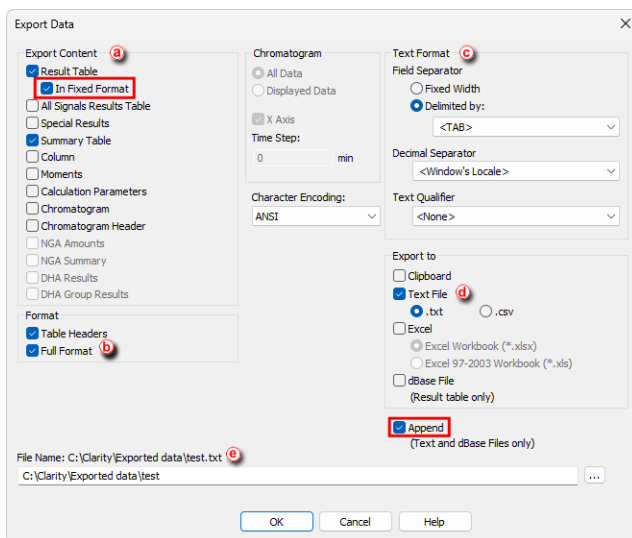 Export Data
Export Content a
Result Table
In Fixed Format
All Signals Results Table
Special Results
Summary Table
Column
Moments
Calculation Parameters
Chromatogram
Chromatogram Header
NGA Amounts
NGA Summary
DHA Results
DHA Group Results
Format
Table Headers
Full Format b
Chromatogram
All Data
Displayed Data
X Axis
Time Step:
0 min
Character Encoding:
ANSI
Text Format c
Field Separator
Fixed Width
Delimited by:
<TAB>
Decimal Separator
<Window's Locale>
Text Qualifier
<None>
Export to
Clipboard
Text File d
.txt .csv
Excel
Excel Workbook (*.xlsx)
Excel 97-2003 Workbook (*.xls)
dBase File
(Result table only)
Append
(Text and dBase Files only)
File Name: C:\Clarity\Exported data\test.txt e
C:\Clarity\Exported data\test
...
OK Cancel Help